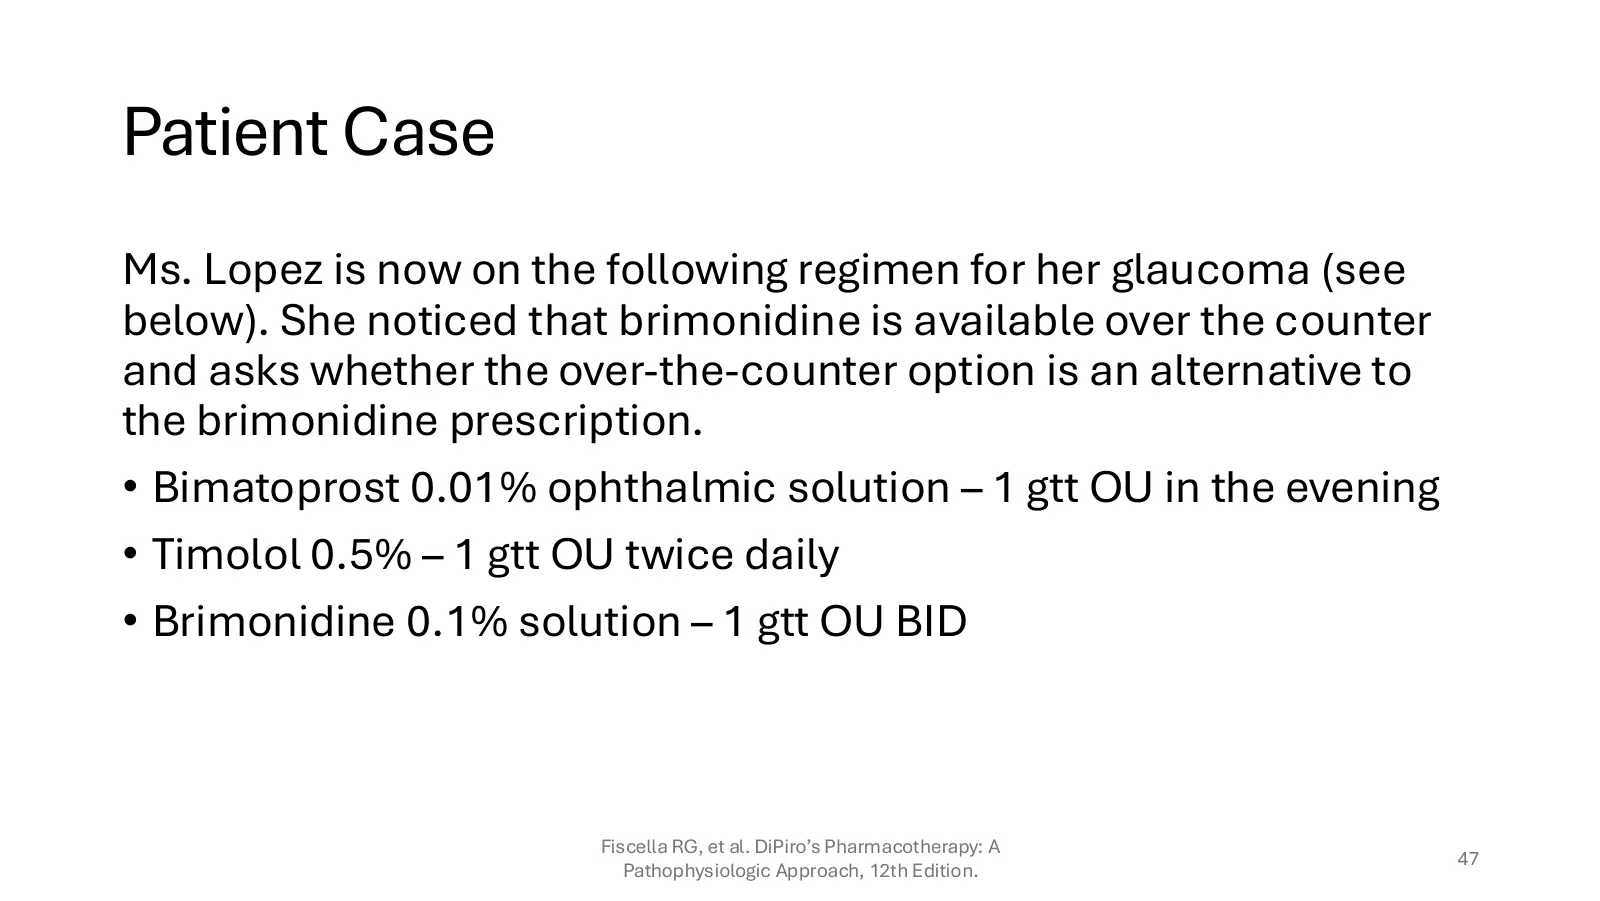 Patient Case
Ms. Lopez is now on the following regimen for her glaucoma (see
below). She noticed that brimonidine is available over the counter
and asks whether the over-the-counter option is an alternative to
the brimonidine prescription.
• Bimatoprost 0.01% ophthalmic solution – 1 gtt OU in the evening
• Timolol 0.5% – 1 gtt OU twice daily
• Brimonidine 0.1% solution – 1 gtt OU BID
Fiscella RG, et al. DiPiro’s Pharmacotherapy: A
Pathophysiologic Approach, 12th Edition.
47